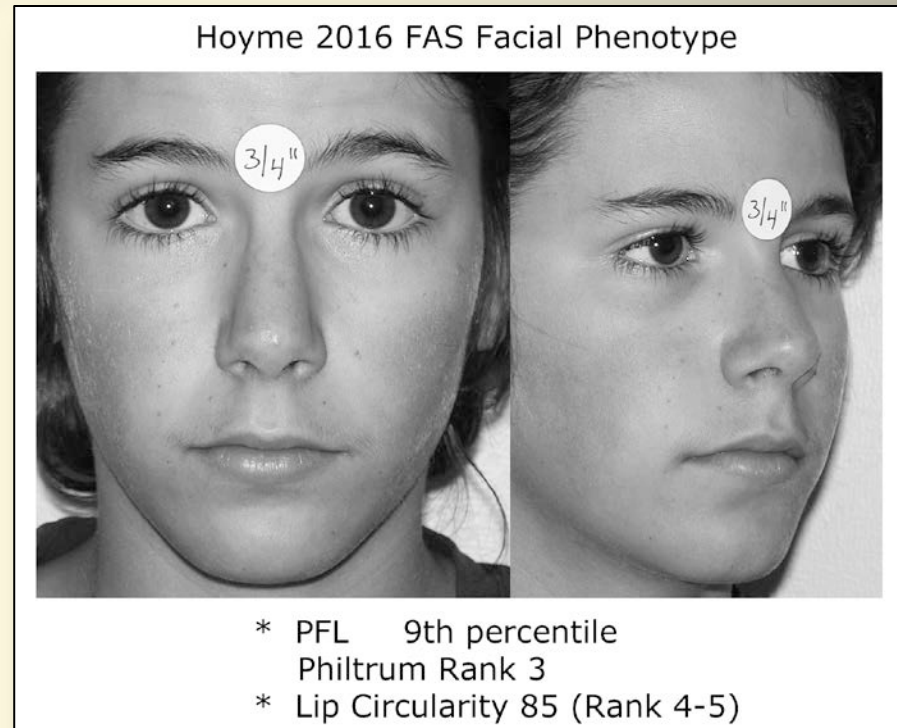 Hoyme 2016 FAS Facial Phenotype
3/4"
3/4"
* PFL 9th percentile
Philtrum Rank 3
* Lip Circularity 85 (Rank 4-5)